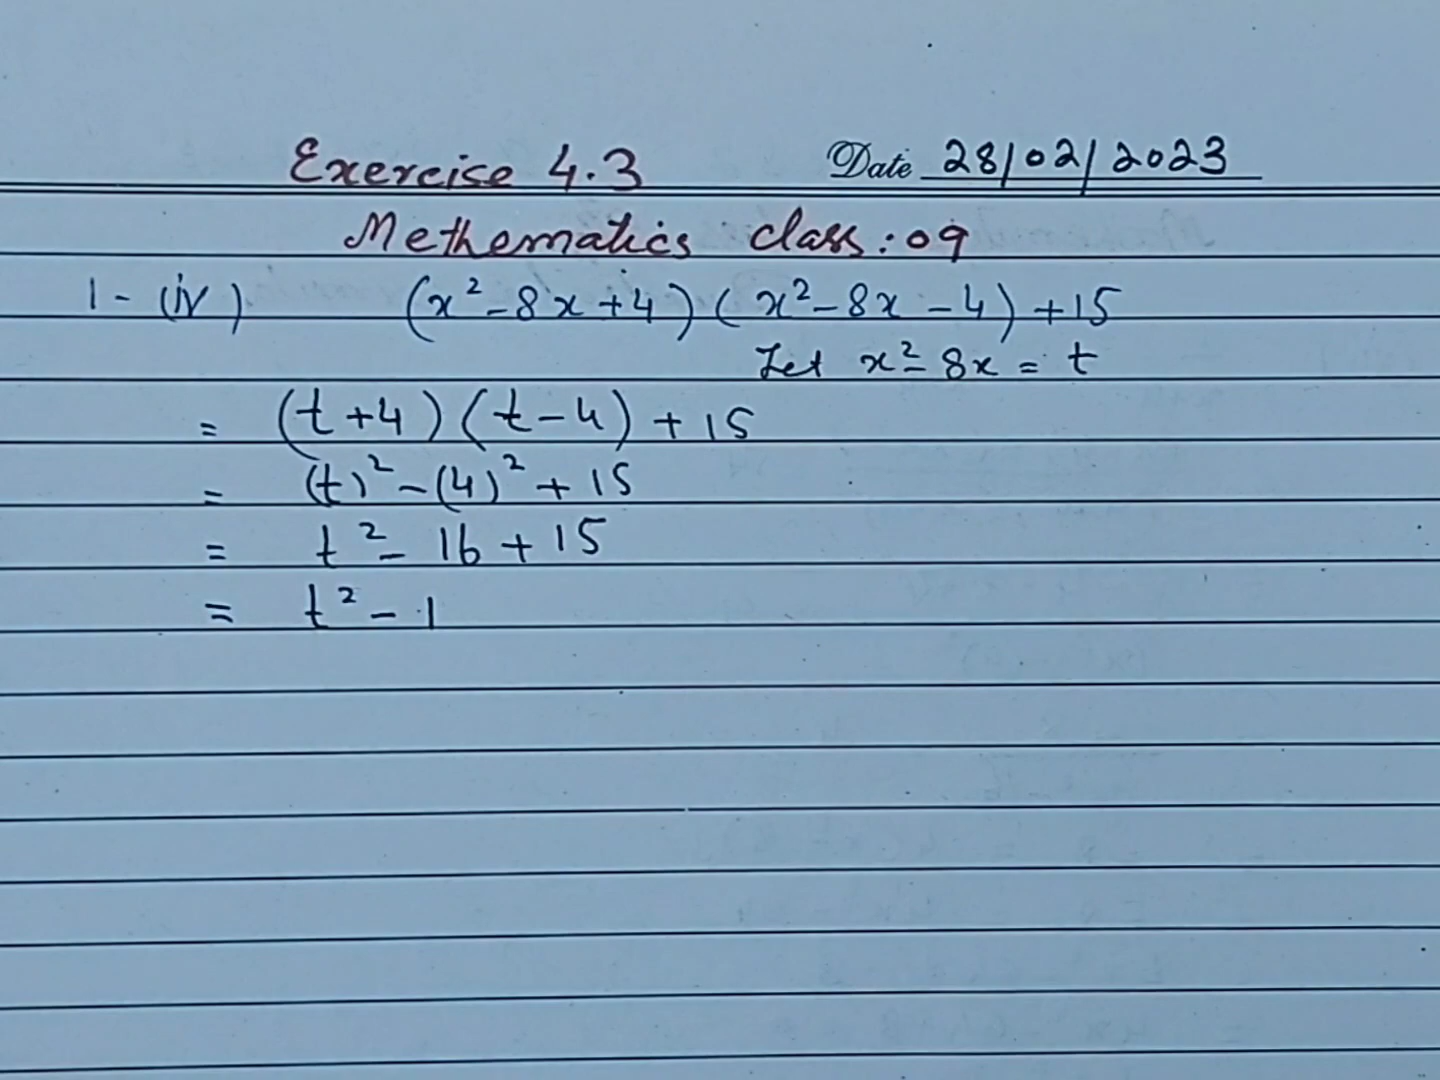 Exercise 4.3 Date 28/02/2023
Methematics class:09
1 - (iv) (x² - 8x + 4) (x² - 8x - 4) + 15
Let x² - 8x = t
= (t + 4) (t - 4) + 15
= (t)² - (4)² + 15
= t² - 16 + 15
= t² - 1